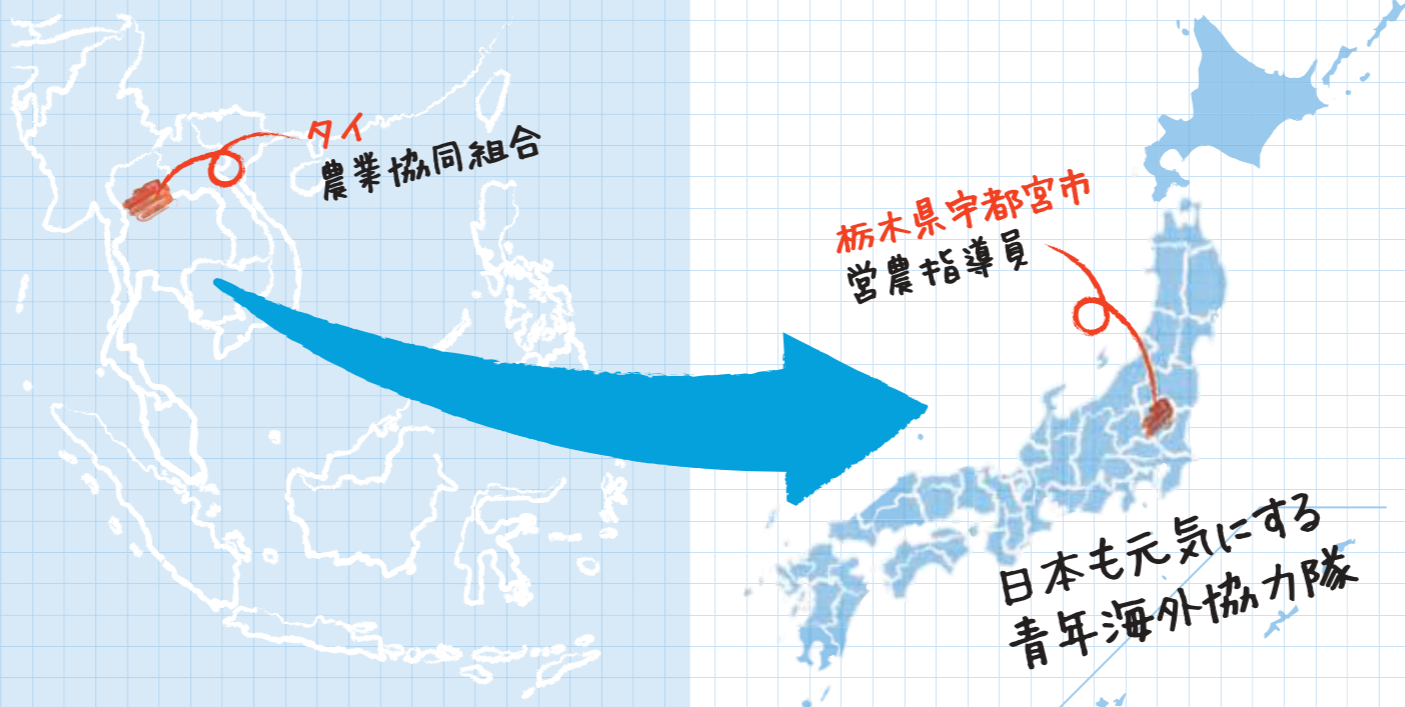 タイ
農業協同組合
栃木県宇都宮市
営農指導員
日本も元気にする
青年海外協力隊